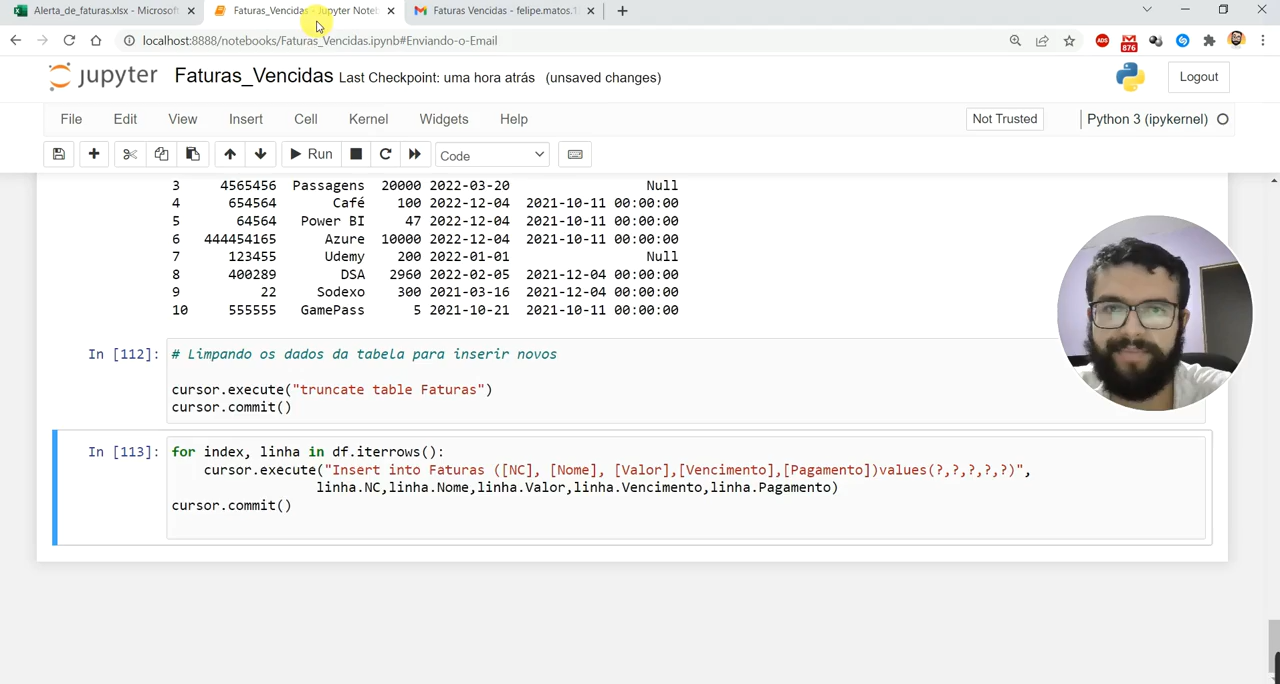 Alerta_de_faturas.xlsx - Microsof
Faturas_Vencidas - Jupyter Note
Faturas Vencidas - felipe.matos.1
localhost:8888/notebooks/Faturas_Vencidas.ipynb#Enviando-o-Email
ADS
876
jupyter Faturas_Vencidas Last Checkpoint: uma hora atrás (unsaved changes)
Logout
File Edit View Insert Cell Kernel Widgets Help
Not Trusted
Python 3 (ipykernel)
Run
Code
3 4565456 Passagens 20000 2022-03-20 Null
4 654564 Café 100 2022-12-04 2021-10-11 00:00:00
5 64564 Power BI 47 2022-12-04 2021-10-11 00:00:00
6 444454165 Azure 10000 2022-12-04 2021-10-11 00:00:00
7 123455 Udemy 200 2022-01-01 Null
8 400289 DSA 2960 2022-02-05 2021-12-04 00:00:00
9 22 Sodexo 300 2021-03-16 2021-12-04 00:00:00
10 555555 GamePass 5 2021-10-21 2021-10-11 00:00:00
In [112]: # Limpando os dados da tabela para inserir novos
cursor.execute("truncate table Faturas")
cursor.commit()
In [113]: for index, linha in df.iterrows():
cursor.execute("Insert into Faturas ([NC], [Nome], [Valor],[Vencimento],[Pagamento])values(?,?,?,?,?)",
linha.NC,linha.Nome,linha.Valor,linha.Vencimento,linha.Pagamento)
cursor.commit()